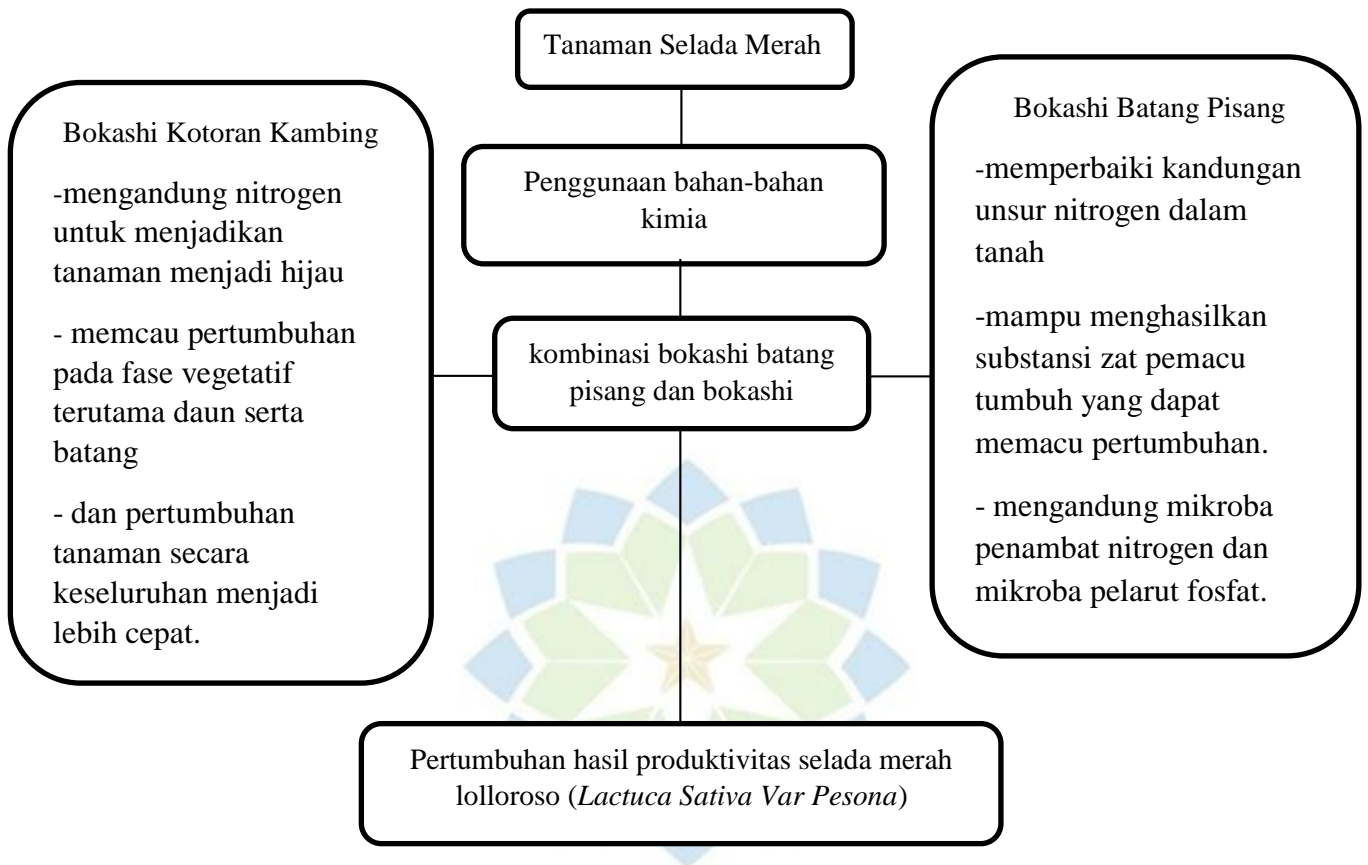 Tanaman Selada Merah
Bokashi Kotoran Kambing
-mengandung nitrogen
untuk menjadikan
tanaman menjadi hijau
- memcau pertumbuhan
pada fase vegetatif
terutama daun serta
batang
- dan pertumbuhan
tanaman secara
keseluruhan menjadi
lebih cepat.
Penggunaan bahan-bahan
kimia
kombinasi bokashi batang
pisang dan bokashi
Bokashi Batang Pisang
-memperbaiki kandungan
unsur nitrogen dalam
tanah
-mampu menghasilkan
substansi zat pemacu
tumbuh yang dapat
memacu pertumbuhan.
- mengandung mikroba
penambat nitrogen dan
mikroba pelarut fosfat.
Pertumbuhan hasil produktivitas selada merah
lolloroso (Lactuca Sativa Var Pesona)